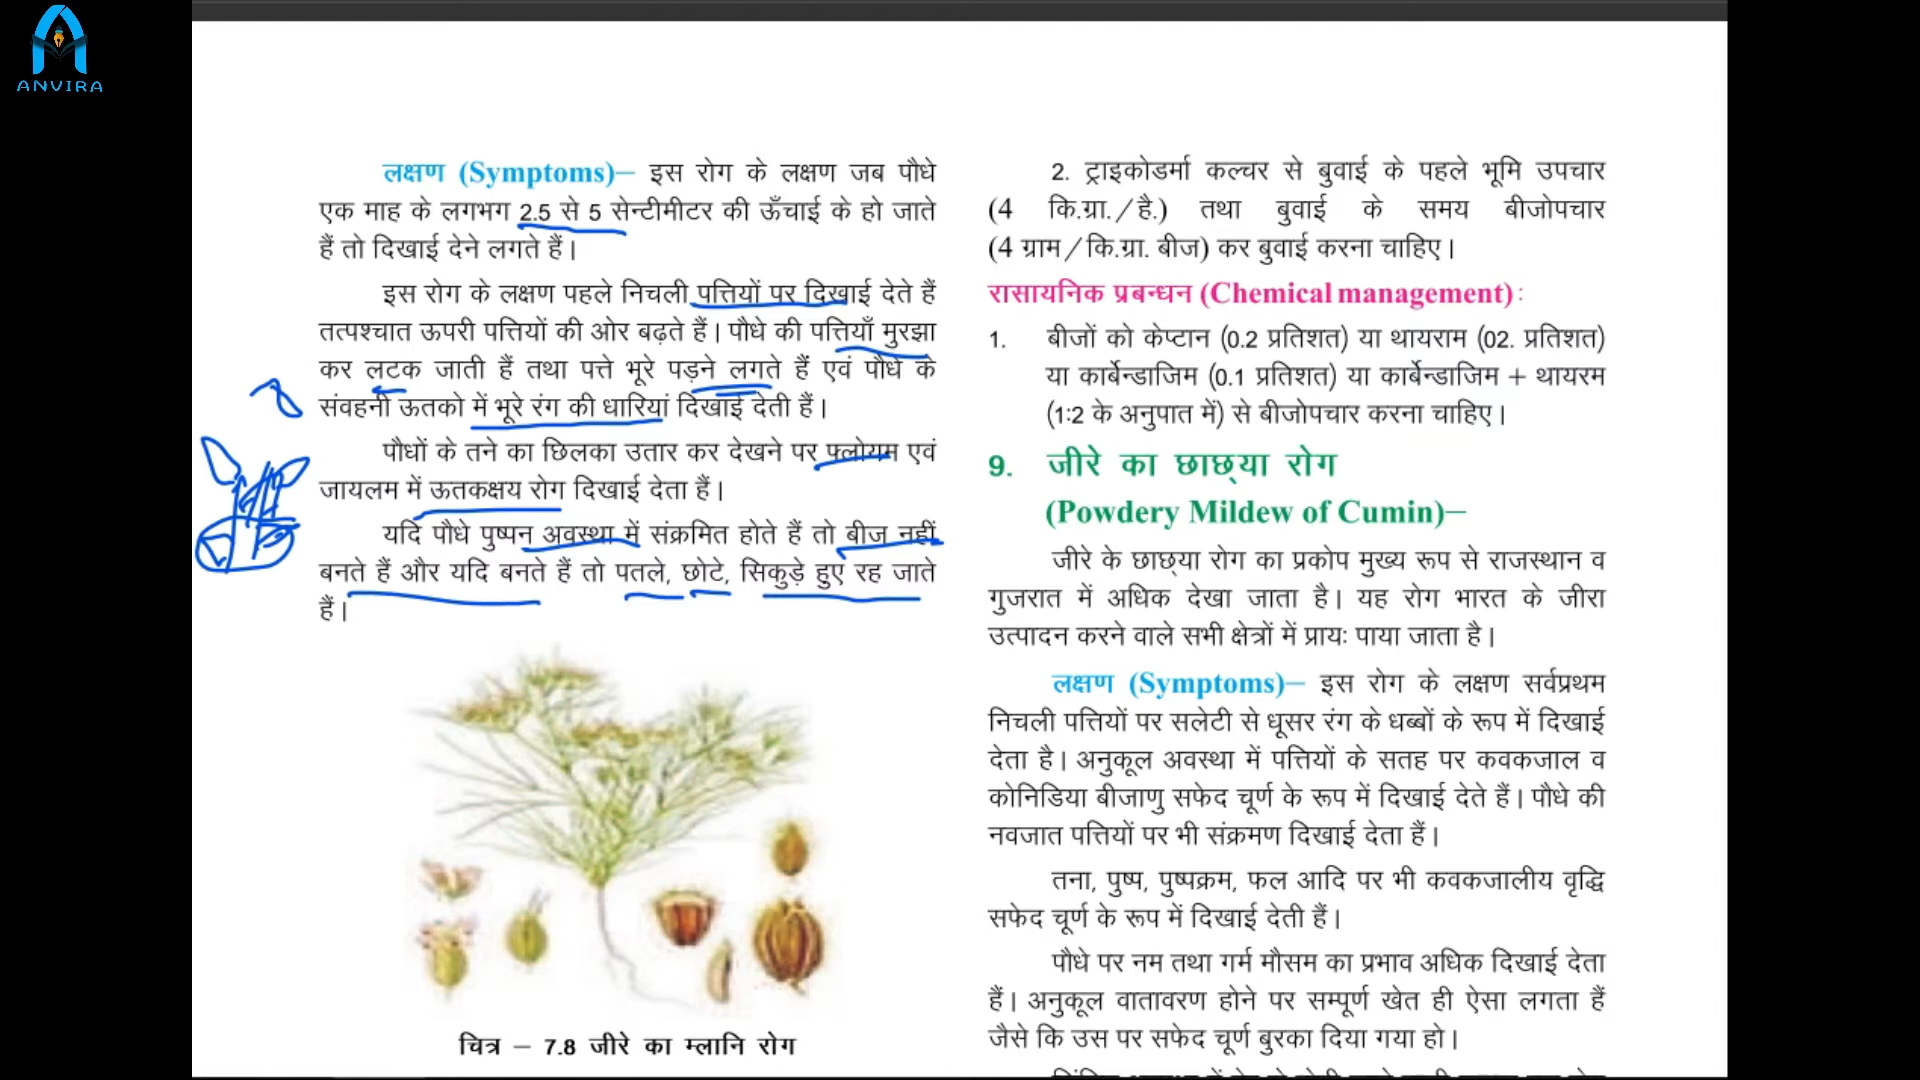 ANVIRA
लक्षण (Symptoms)– इस रोग के लक्षण जब पौधे
एक माह के लगभग 2.5 से 5 सेन्टीमीटर की ऊँचाई के हो जाते
हैं तो दिखाई देने लगते हैं।
इस रोग के लक्षण पहले निचली पत्तियों पर दिखाई देते हैं
तत्पश्चात ऊपरी पत्तियों की ओर बढ़ते हैं। पौधे की पत्तियाँ मुरझा
कर लटक जाती हैं तथा पत्ते भूरे पड़ने लगते हैं एवं पौधे के
संवहनी ऊतको में भूरे रंग की धारियां दिखाई देती हैं।
पौधों के तने का छिलका उतार कर देखने पर फ्लोयम एवं
जायलम में ऊतकक्षय रोग दिखाई देता हैं।
यदि पौधे पुष्पन अवस्था में संक्रमित होते हैं तो बीज नहीं
बनते हैं और यदि बनते हैं तो पतले, छोटे, सिकुड़े हुए रह जाते
हैं।
चित्र – 7.8 जीरे का म्लानि रोग
2. ट्राइकोडर्मा कल्चर से बुवाई के पहले भूमि उपचार
(4 कि.ग्रा./है.) तथा बुवाई के समय बीजोपचार
(4 ग्राम/कि.ग्रा. बीज) कर बुवाई करना चाहिए।
रासायनिक प्रबन्धन (Chemical management):
1. बीजों को केप्टान (0.2 प्रतिशत) या थायराम (02. प्रतिशत)
या कार्बेन्डाजिम (0.1 प्रतिशत) या कार्बेन्डाजिम + थायरम
(1:2 के अनुपात में) से बीजोपचार करना चाहिए।
9. जीरे का छाछ्या रोग
(Powdery Mildew of Cumin)–
जीरे के छाछ्या रोग का प्रकोप मुख्य रूप से राजस्थान व
गुजरात में अधिक देखा जाता है। यह रोग भारत के जीरा
उत्पादन करने वाले सभी क्षेत्रों में प्रायः पाया जाता है।
लक्षण (Symptoms)– इस रोग के लक्षण सर्वप्रथम
निचली पत्तियों पर सलेटी से धूसर रंग के धब्बों के रूप में दिखाई
देता है। अनुकूल अवस्था में पत्तियों के सतह पर कवकजाल व
कोनिडिया बीजाणु सफेद चूर्ण के रूप में दिखाई देते हैं। पौधे की
नवजात पत्तियों पर भी संक्रमण दिखाई देता हैं।
तना, पुष्प, पुष्पक्रम, फल आदि पर भी कवकजालीय वृद्धि
सफेद चूर्ण के रूप में दिखाई देती हैं।
पौधे पर नम तथा गर्म मौसम का प्रभाव अधिक दिखाई देता
हैं। अनुकूल वातावरण होने पर सम्पूर्ण खेत ही ऐसा लगता हैं
जैसे कि उस पर सफेद चूर्ण बुरका दिया गया हो।